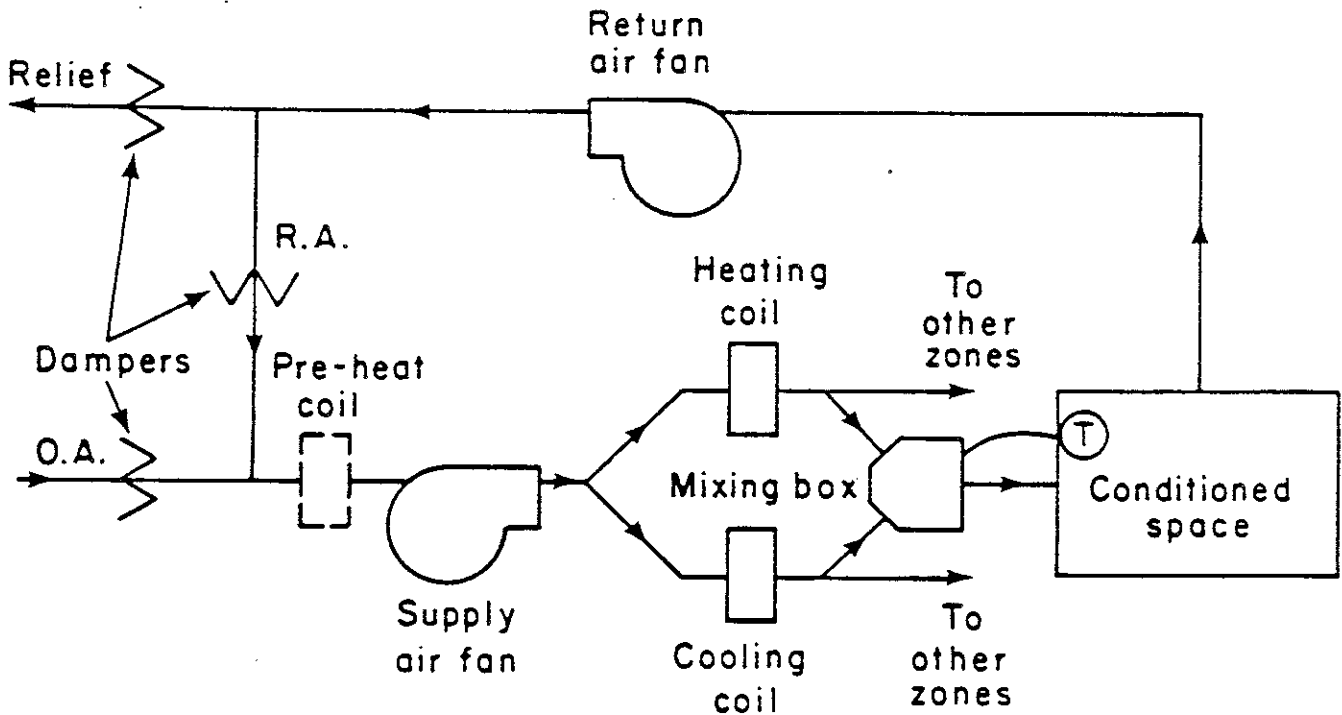 Return
air fan
Relief
R.A.
Heating
coil
To
other
zones
Dampers
Pre-heat
coil
O.A.
T
Mixing box
Conditioned
space
Supply
air fan
Cooling
coil
To
other
zones